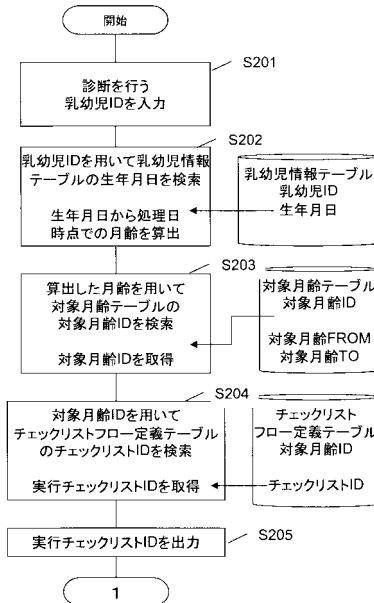 開始
S201
診断を行う
乳幼児IDを入力
S202
乳幼児IDを用いて乳幼児情報
テーブルの生年月日を検索
生年月日から処理日
時点での月齢を算出
乳幼児情報テーブル
乳幼児ID
生年月日
S203
算出した月齢を用いて
対象月齢テーブルの
対象月齢IDを検索
対象月齢IDを取得
対象月齢テーブル
対象月齢ID
対象月齢FROM
対象月齢TO
S204
対象月齢IDを用いて
チェックリストフロー定義テーブル
のチェックリストIDを検索
実行チェックリストIDを取得
チェックリスト
フロー定義テーブル
対象月齢ID
チェックリストID
S205
実行チェックリストIDを出力
1